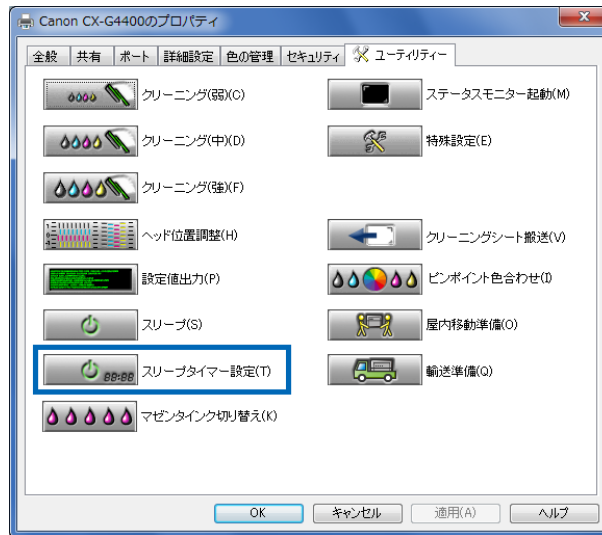 Canon CX-G4400のプロパティ
全般 共有 ポート 詳細設定 色の管理 セキュリティ ユーティリティー
クリーニング(弱)(C)
ステータスモニター起動(M)
クリーニング(中)(D)
特殊設定(E)
クリーニング(強)(F)
ヘッド位置調整(H)
クリーニングシート搬送(V)
設定値出力(P)
ピンポイント色合わせ(I)
スリープ(S)
屋内移動準備(O)
88:88 スリープタイマー設定(T)
輸送準備(Q)
マゼンタインク切り替え(K)
OK キャンセル 適用(A) ヘルプ